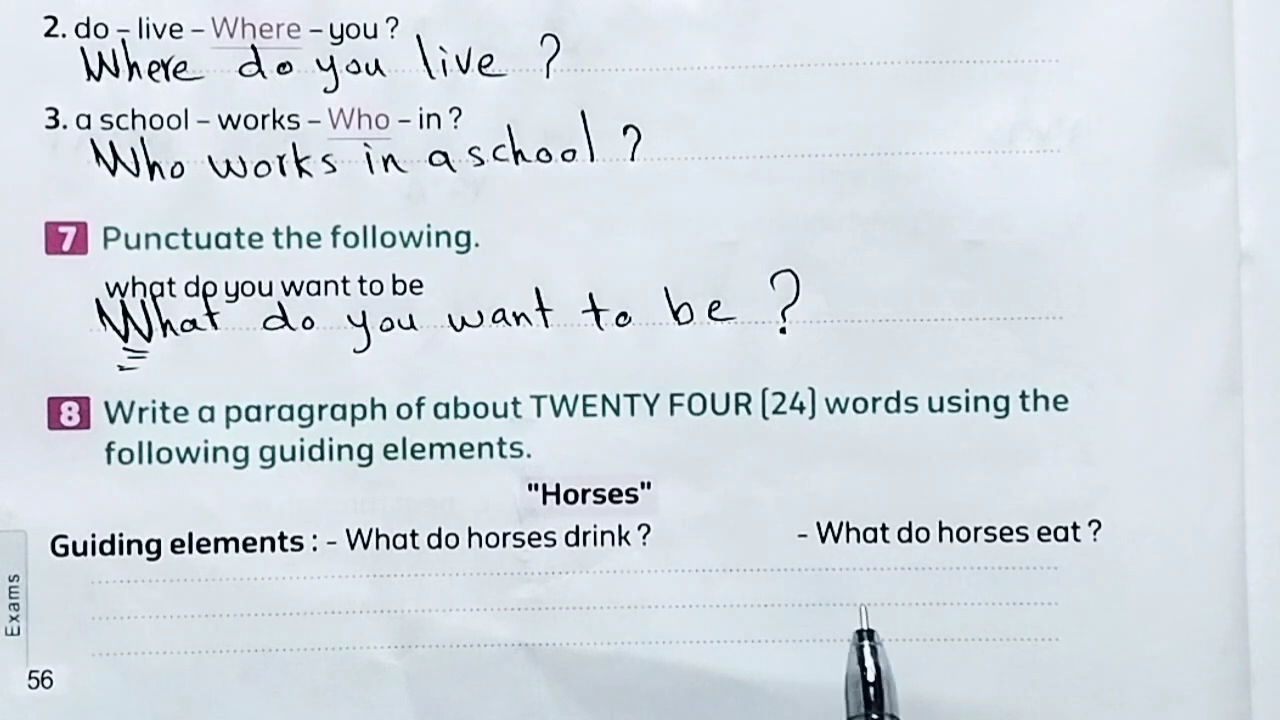 2. do – live – Where – you ?
Where do you live ?
3. a school – works – Who – in ?
Who works in a school ?
7 Punctuate the following.
what do you want to be
What do you want to be ?
8 Write a paragraph of about TWENTY FOUR (24) words using the
following guiding elements.
"Horses"
Guiding elements : - What do horses drink ? - What do horses eat ?
Exams
56